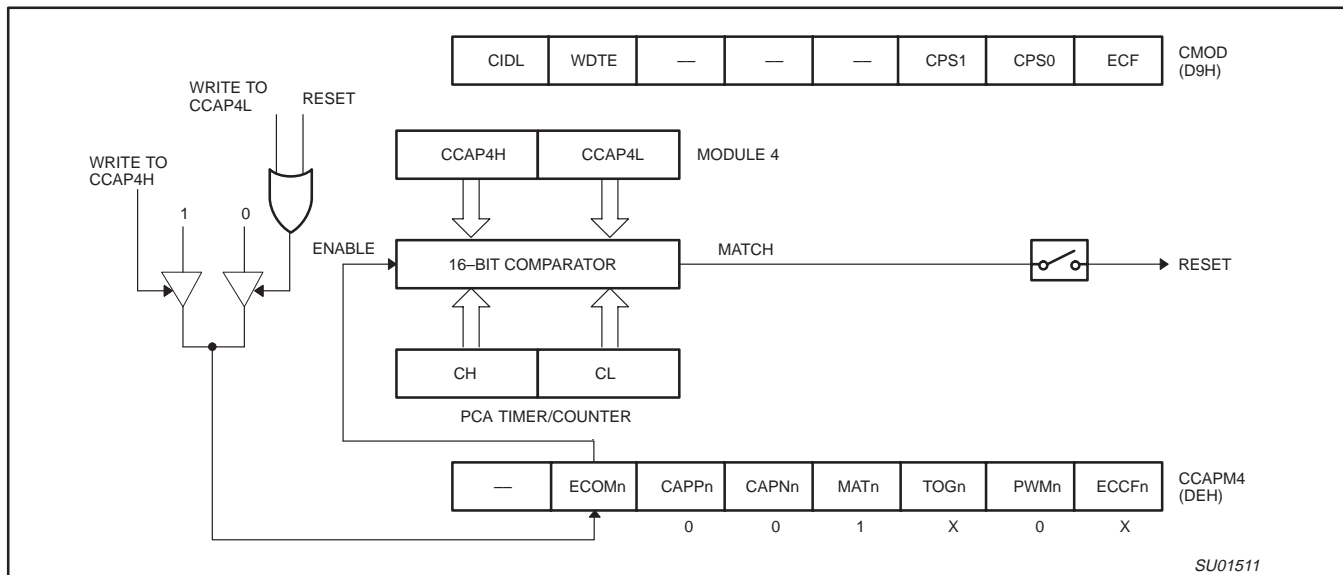 CIDL WDTE — — — CPS1 CPS0 ECF
CMOD
(D9H)
WRITE TO
CCAP4L
RESET
WRITE TO
CCAP4H
CCAP4H CCAP4L
MODULE 4
1 0
ENABLE
16–BIT COMPARATOR
MATCH
RESET
CH CL
PCA TIMER/COUNTER
— ECOMn CAPPn CAPNn MATn TOGn PWMn ECCFn
CCAPM4
(DEH)
0 0 1 X 0 X
SU01511